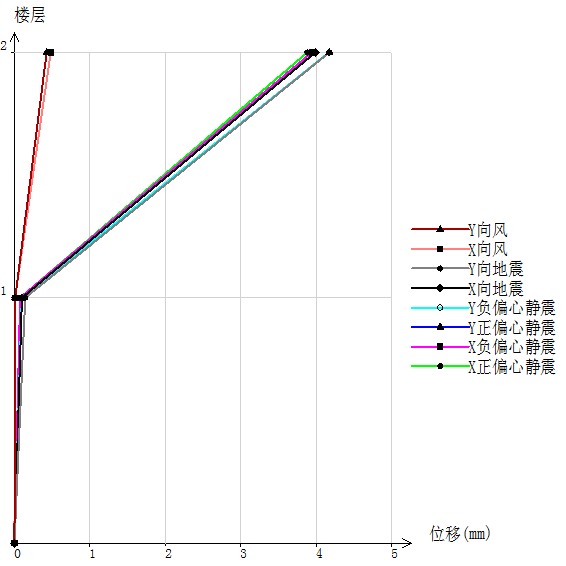 楼层
2
Y向风
X向风
Y向地震
1
X向地震
Y负偏心静震
Y正偏心静震
X负偏心静震
X正偏心静震
位移(mm)
0 1 2 3 4 5